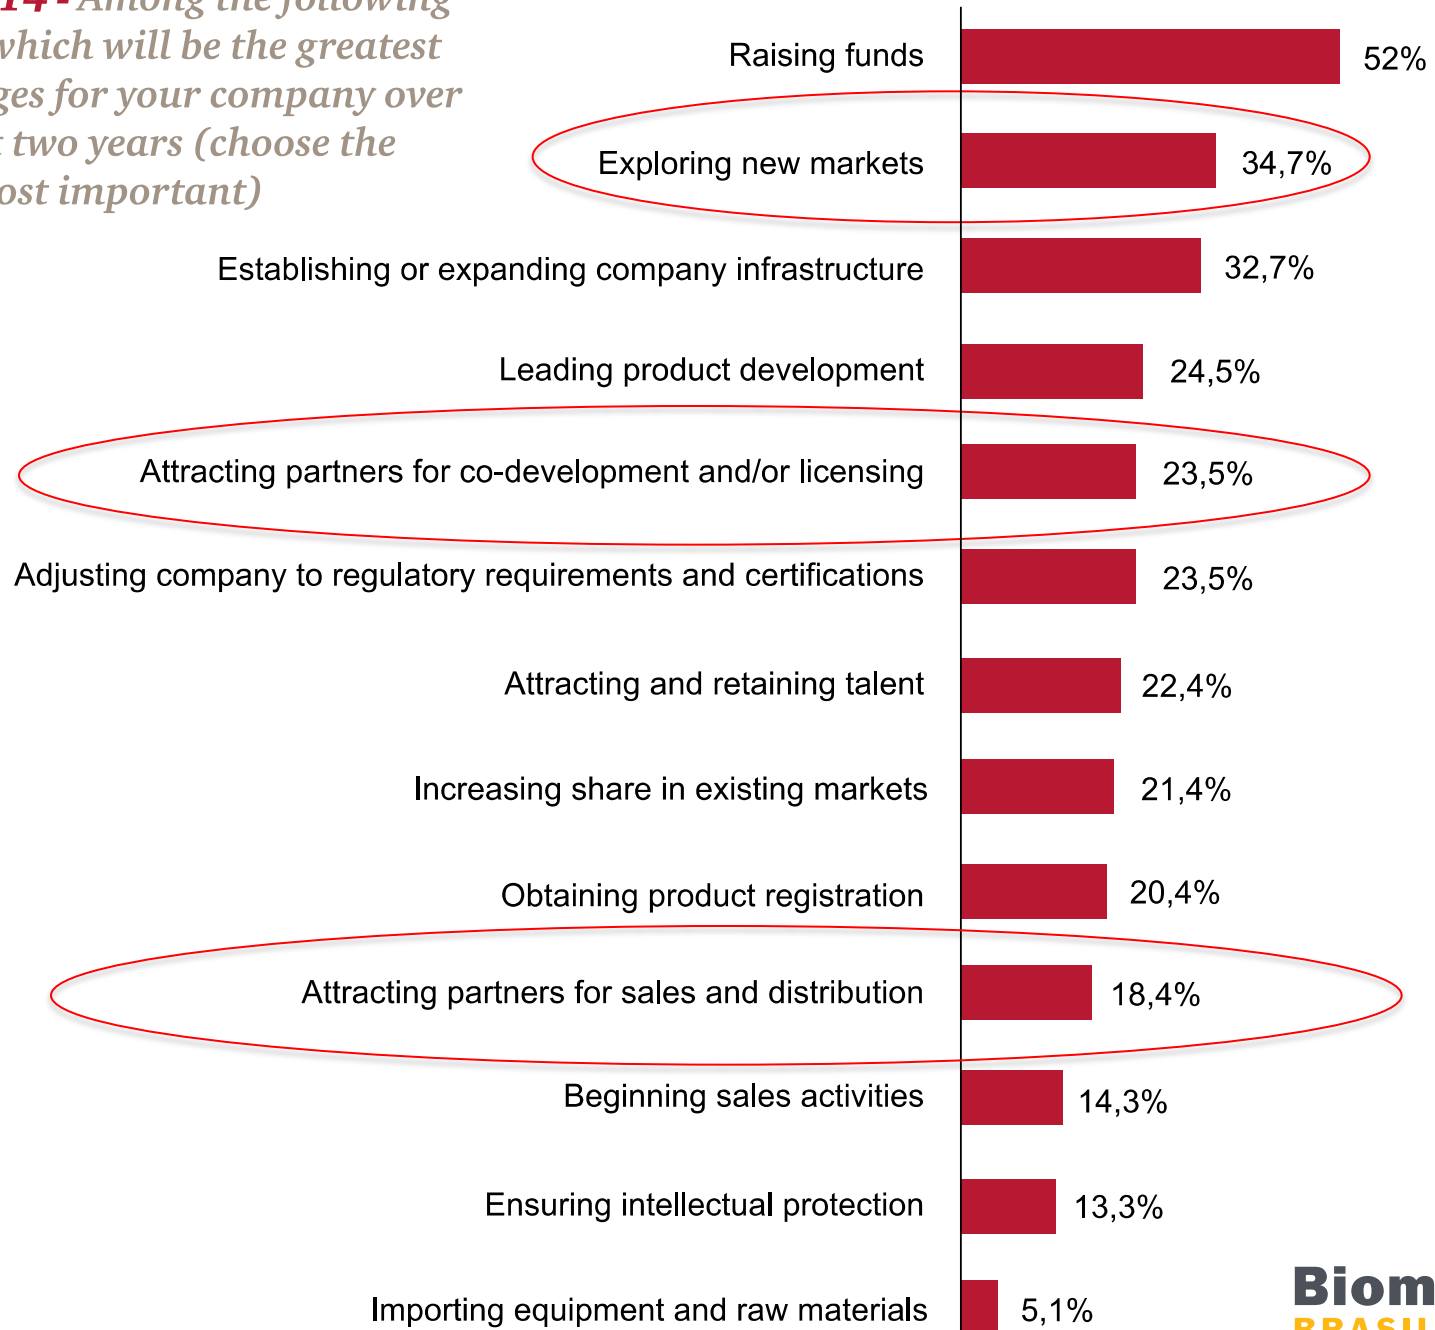 14 - Among the following
which will be the greatest
ges for your company over
t two years (choose the
ost important)
Raising funds 52%
Exploring new markets 34,7%
Establishing or expanding company infrastructure 32,7%
Leading product development 24,5%
Attracting partners for co-development and/or licensing 23,5%
Adjusting company to regulatory requirements and certifications 23,5%
Attracting and retaining talent 22,4%
Increasing share in existing markets 21,4%
Obtaining product registration 20,4%
Attracting partners for sales and distribution 18,4%
Beginning sales activities 14,3%
Ensuring intellectual protection 13,3%
Importing equipment and raw materials 5,1%
Biom
BRASIL